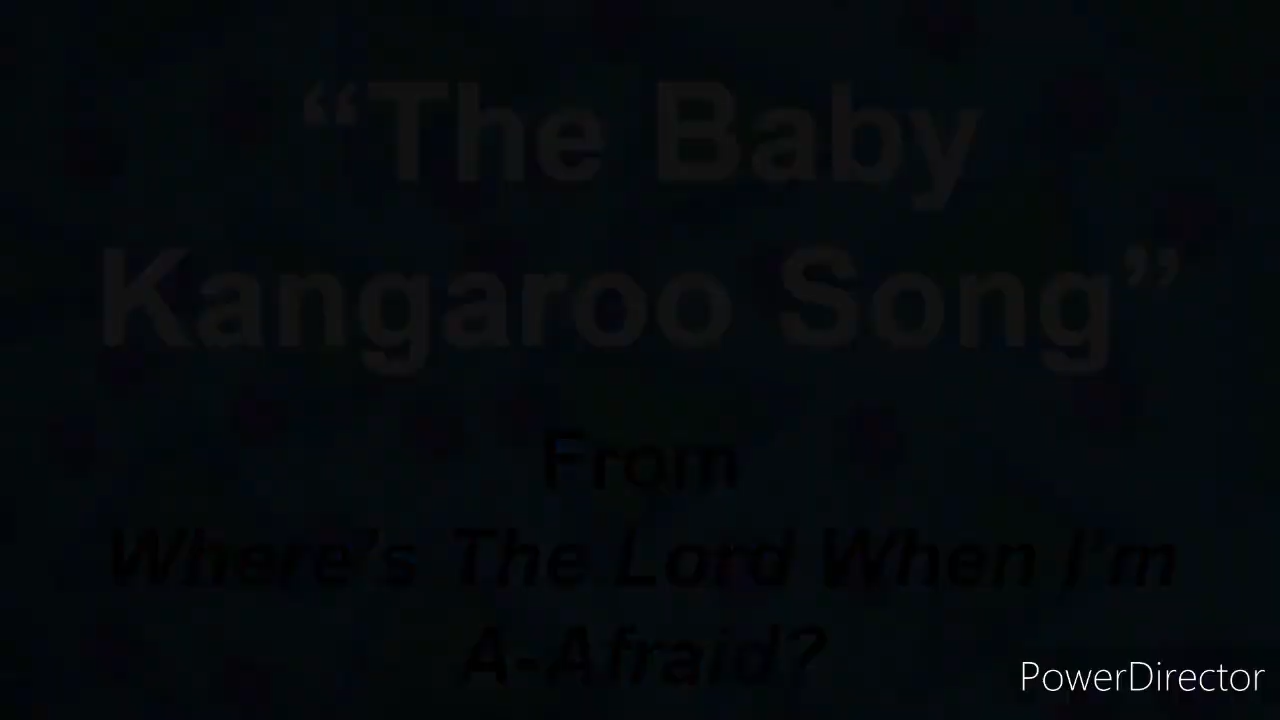 “The Baby
Kangaroo Song”
From
Where's The Lord When I'm
A-Afraid?
PowerDirector